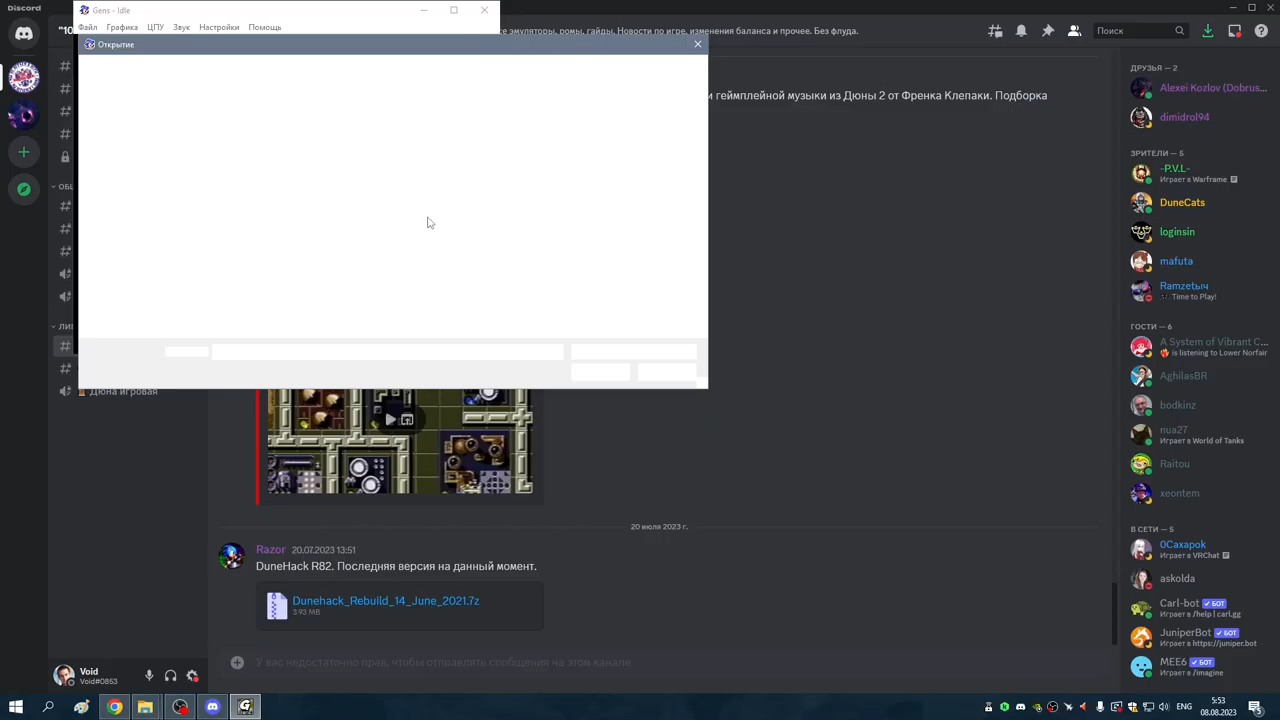 Discord
Gens - Idle
Файл Графика ЦПУ Звук Настройки Помощь
се эмуляторы, ромы, гайды. Новости по игре, изменения баланса и прочее. Без флуда.
Поиск
Открытие
и геймплейной музыки из Дюны 2 от Френка Клепаки. Подборка
ДРУЗЬЯ — 2
Alexei Kozlov (Dobrus...
dimidrol94
ЗРИТЕЛИ — 5
-P.V.L-
Играет в Warframe
DuneCats
loginsin
mafuta
Ramzetыч
Time to Play!
ГОСТИ — 6
A System of Vibrant C...
is listening to Lower Norfair
AghilasBR
bodkinz
nua27
Играет в World of Tanks
Raitou
xeontem
В СЕТИ — 5
0Сахарok
Играет в VRChat
askolda
Carl-bot ✓ БОТ
Играет в /help | carl.gg
JuniperBot ✓ БОТ
Играет в https://juniper.bot
MEE6 ✓ БОТ
Играет в /imagine
ОБЩ
ЛИ
Дюна игровая
20 июля 2023 г.
Razor 20.07.2023 13:51
DuneHack R82. Последняя версия на данный момент.
Dunehack_Rebuild_14_June_2021.7z
3.93 MB
У вас недостаточно прав, чтобы отправлять сообщения на этом канале.
Void
Void#0853
ENG
5:53
08.08.2023